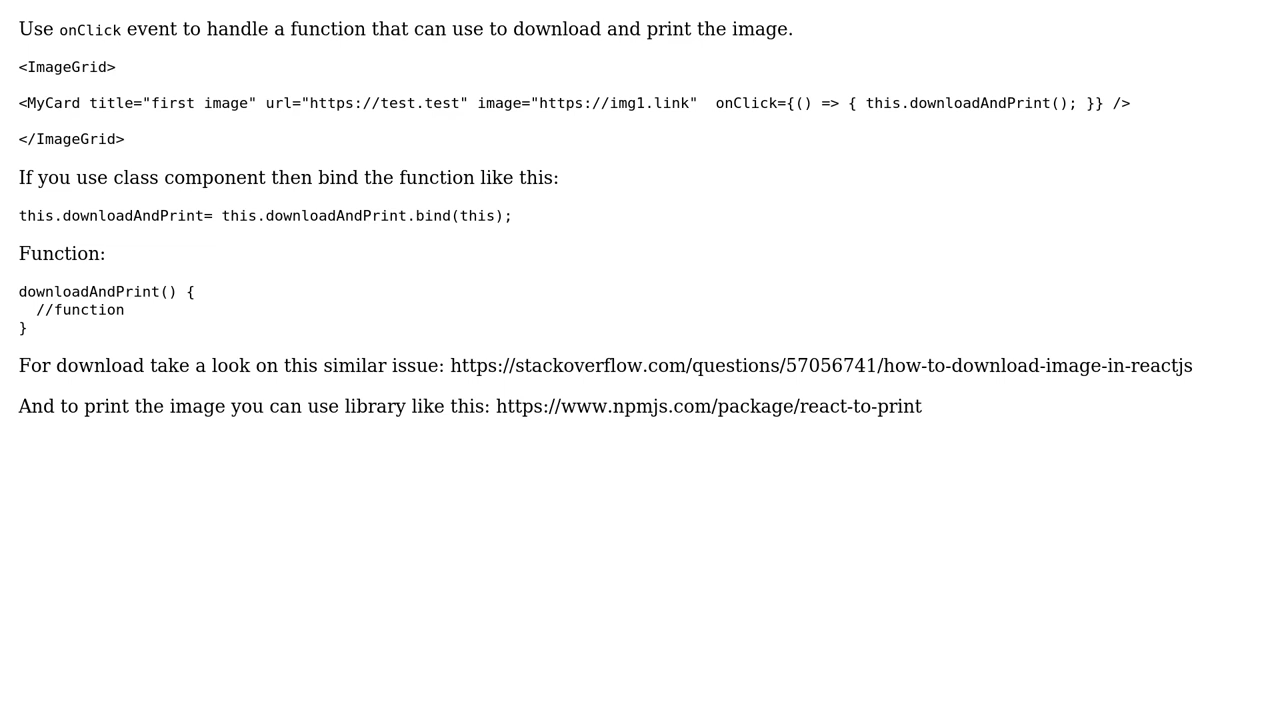 Use onClick event to handle a function that can use to download and print the image.
<ImageGrid>
<MyCard title="first image" url="https://test.test" image="https://img1.link"  onClick={() => { this.downloadAndPrint(); }} />
</ImageGrid>
If you use class component then bind the function like this:
this.downloadAndPrint= this.downloadAndPrint.bind(this);
Function:
downloadAndPrint() {
  //function
}
For download take a look on this similar issue: https://stackoverflow.com/questions/57056741/how-to-download-image-in-reactjs
And to print the image you can use library like this: https://www.npmjs.com/package/react-to-print